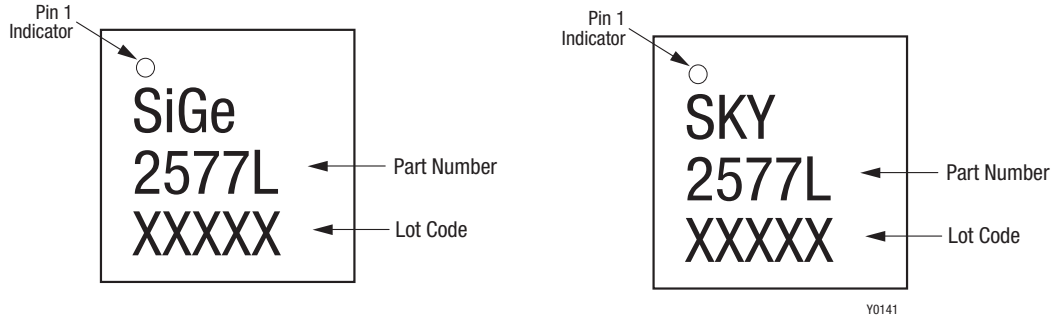 Pin 1
Indicator
SiGe
2577L
XXXXX
Part Number
Lot Code
Pin 1
Indicator
SKY
2577L
XXXXX
Part Number
Lot Code
Y0141